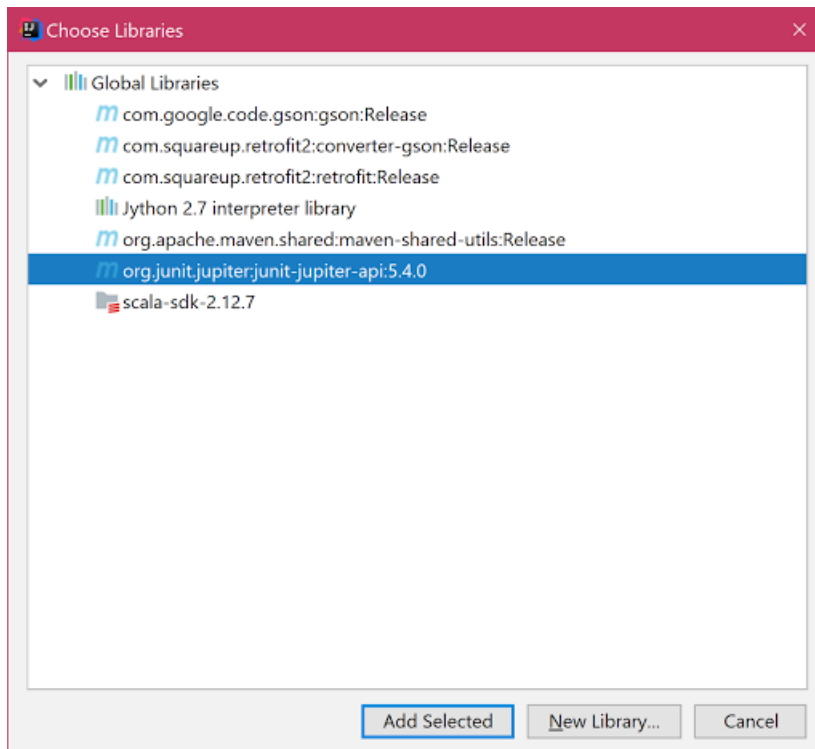 Choose Libraries
Global Libraries
com.google.code.gson:gson:Release
com.squareup.retrofit2:converter-gson:Release
com.squareup.retrofit2:retrofit:Release
Jython 2.7 interpreter library
org.apache.maven.shared:maven-shared-utils:Release
org.junit.jupiter:junit-jupiter-api:5.4.0
scala-sdk-2.12.7
Add Selected New Library... Cancel